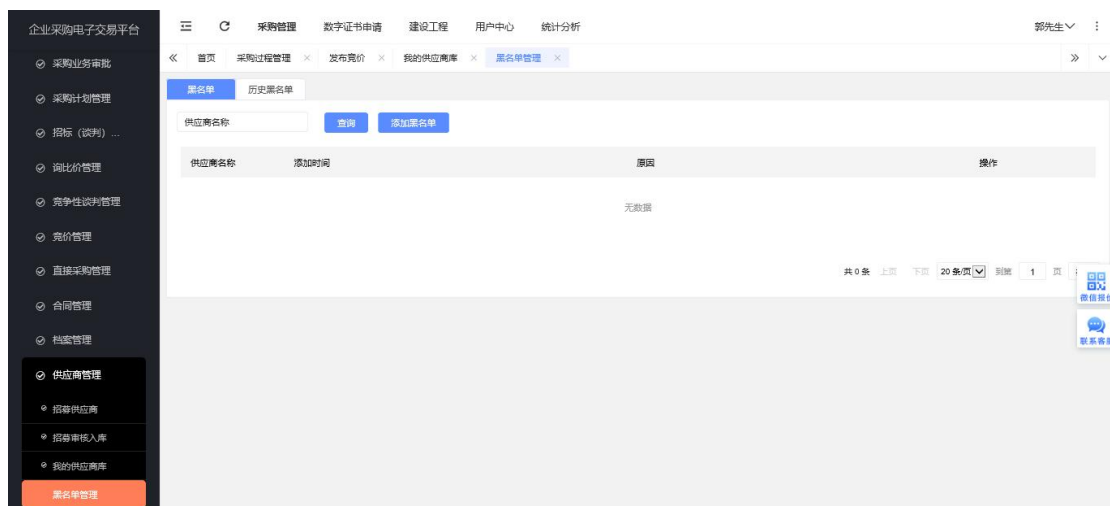 企业采购电子交易平台
采购管理 数字证书申请 建设工程 用户中心 统计分析 郭先生
首页 采购过程管理 发布竞价 我的供应商库 黑名单管理
采购业务审批
采购计划管理
招标（谈判）...
询比价管理
竞争性谈判管理
竞价管理
直接采购管理
合同管理
档案管理
供应商管理
招募供应商
招募审核入库
我的供应商库
黑名单管理
黑名单 历史黑名单
供应商名称 查询 添加黑名单
供应商名称 添加时间 原因 操作
无数据
共 0 条 上页 下页 20 条/页 到第 1 页
微信报价
联系客服